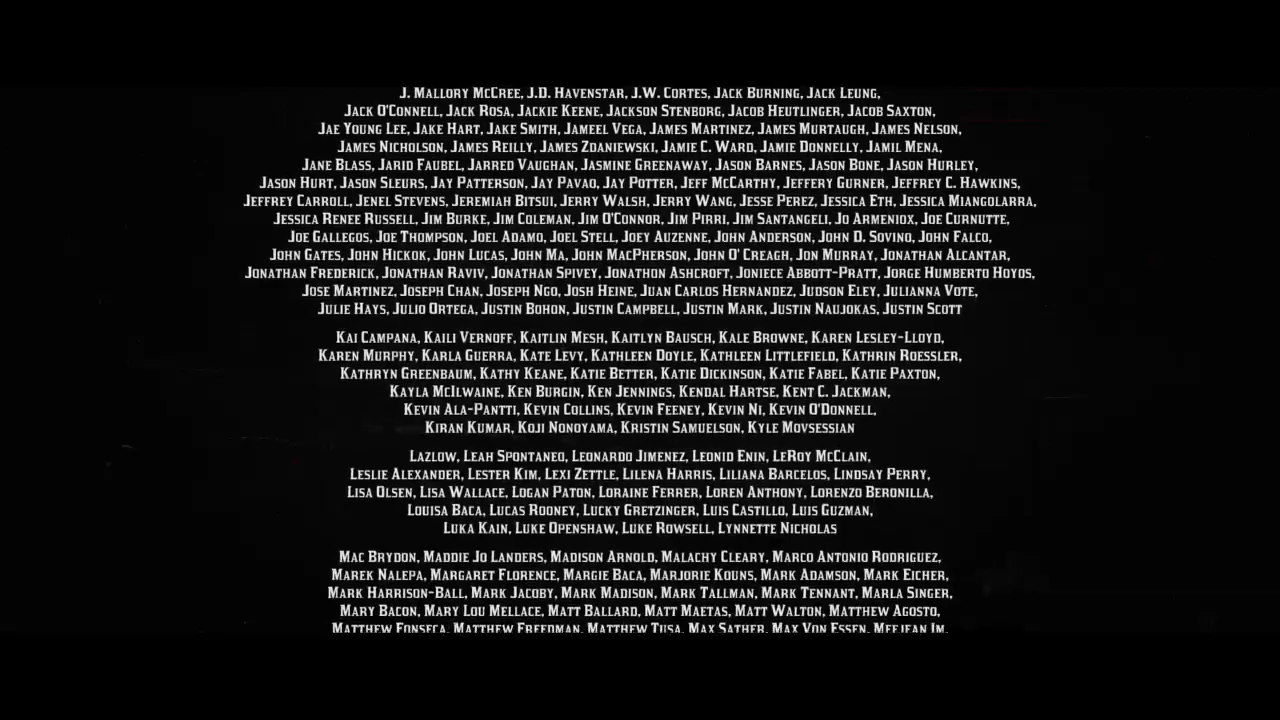 J. Mallory McCree, J.D. Havenstar, J.W. Cortes, Jack Burning, Jack Leung,
Jack O'Connell, Jack Rosa, Jackie Keene, Jackson Stenborg, Jacob Heutlinger, Jacob Saxton,
Jae Young Lee, Jake Hart, Jake Smith, Jameel Vega, James Martinez, James Murtaugh, James Nelson,
James Nicholson, James Reilly, James Zdaniewski, Jamie C. Ward, Jamie Donnelly, Jamil Mena,
Jane Blass, Jarid Faubel, Jarred Vaughan, Jasmine Greenaway, Jason Barnes, Jason Bone, Jason Hurley,
Jason Hurt, Jason Sleurs, Jay Patterson, Jay Pavao, Jay Potter, Jeff McCarthy, Jeffery Gurner, Jeffrey C. Hawkins,
Jeffrey Carroll, Jenel Stevens, Jeremiah Bitsui, Jerry Walsh, Jerry Wang, Jesse Perez, Jessica Eth, Jessica Miangolarra,
Jessica Renee Russell, Jim Burke, Jim Coleman, Jim O'Connor, Jim Pirri, Jim Santangeli, Jo Armeniox, Joe Curnutte,
Joe Gallegos, Joe Thompson, Joel Adamo, Joel Stell, Joey Auzenne, John Anderson, John D. Sovino, John Falco,
John Gates, John Hickok, John Lucas, John Ma, John MacPherson, John O' Creagh, Jon Murray, Jonathan Alcantar,
Jonathan Frederick, Jonathan Raviv, Jonathan Spivey, Jonathon Ashcroft, Joniece Abbott-Pratt, Jorge Humberto Hoyos,
Jose Martinez, Joseph Chan, Joseph Ngo, Josh Heine, Juan Carlos Hernandez, Judson Eley, Julianna Vote,
Julie Hays, Julio Ortega, Justin Bohon, Justin Campbell, Justin Mark, Justin Naujokas, Justin Scott
Kai Campana, Kaili Vernoff, Kaitlin Mesh, Kaitlyn Bausch, Kale Browne, Karen Lesley-Lloyd,
Karen Murphy, Karla Guerra, Kate Levy, Kathleen Doyle, Kathleen Littlefield, Kathrin Roessler,
Kathryn Greenbaum, Kathy Keane, Katie Better, Katie Dickinson, Katie Fabel, Katie Paxton,
Kayla McIlwaine, Ken Burgin, Ken Jennings, Kendal Hartse, Kent C. Jackman,
Kevin Ala-Pantti, Kevin Collins, Kevin Feeney, Kevin Ni, Kevin O'Donnell,
Kiran Kumar, Koji Nonoyama, Kristin Samuelson, Kyle Movsessian
Lazlow, Leah Spontaneo, Leonardo Jimenez, Leonid Enin, LeRoy McClain,
Leslie Alexander, Lester Kim, Lexi Zettle, Lilena Harris, Liliana Barcelos, Lindsay Perry,
Lisa Olsen, Lisa Wallace, Logan Paton, Loraine Ferrer, Loren Anthony, Lorenzo Beronilla,
Louisa Baca, Lucas Rooney, Lucky Gretzinger, Luis Castillo, Luis Guzman,
Luka Kain, Luke Openshaw, Luke Rowsell, Lynnette Nicholas
Mac Brydon, Maddie Jo Landers, Madison Arnold, Malachy Cleary, Marco Antonio Rodriguez,
Marek Nalepa, Margaret Florence, Margie Baca, Marjorie Kouns, Mark Adamson, Mark Eicher,
Mark Harrison-Ball, Mark Jacoby, Mark Madison, Mark Tallman, Mark Tennant, Marla Singer,
Mary Bacon, Mary Lou Mellace, Matt Ballard, Matt Maetas, Matt Walton, Matthew Agosto,
Matthew Fonseca, Matthew Freedman, Matthew Tusa, Max Sather, Max Von Essen, Meejean Im,